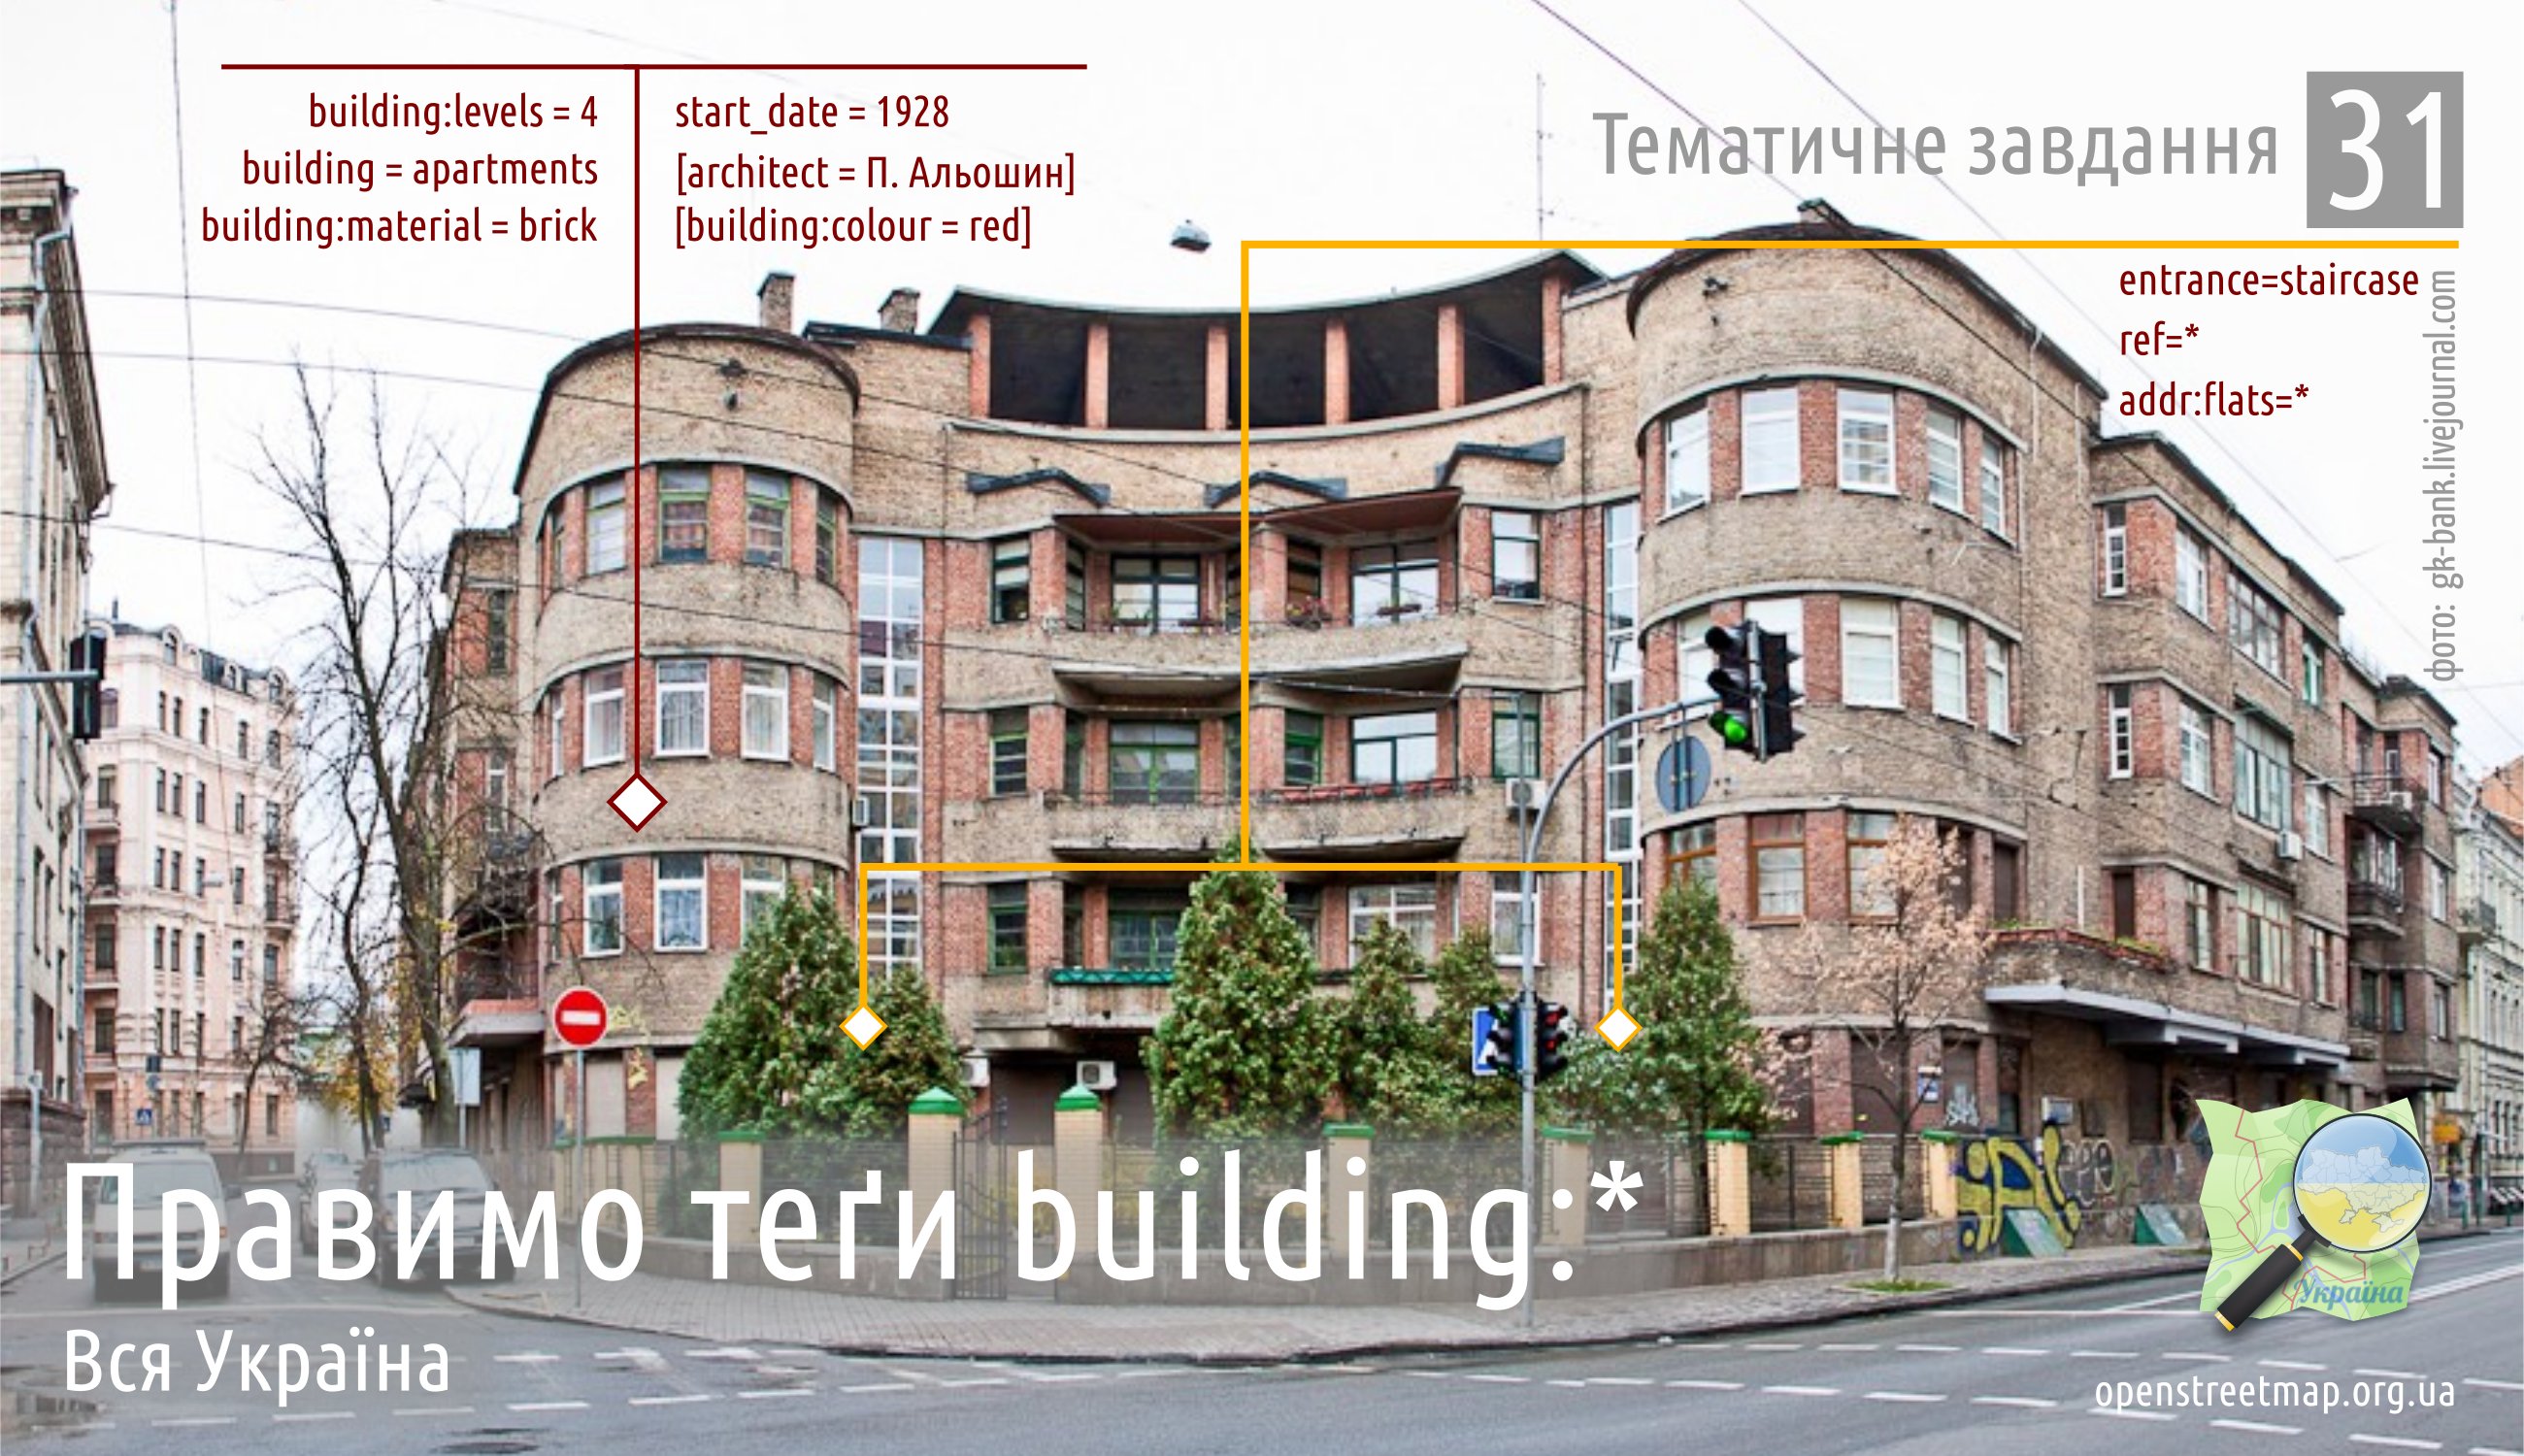 building:levels = 4
building = apartments
building:material = brick
start_date = 1928
[architect = П. Альошин]
[building:colour = red]
Тематичне завдання 31
entrance=staircase
ref=*
addr:flats=*
фото: gk-bank.livejournal.com
Правимо теґи building:*
Вся Україна
Україна
openstreetmap.org.ua